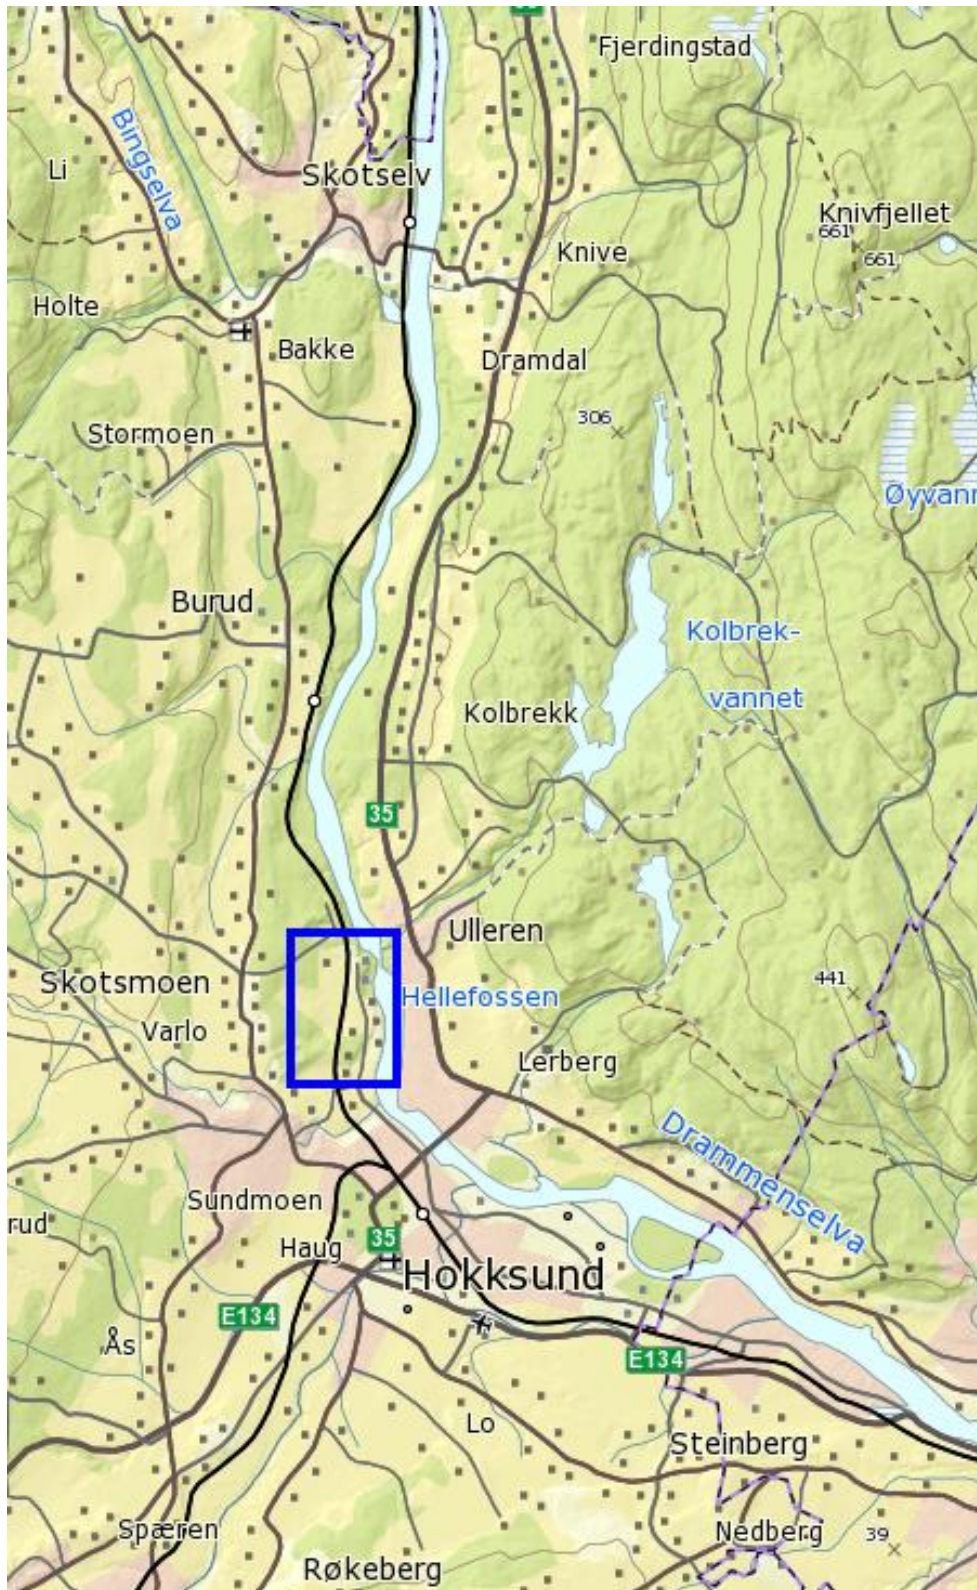 Fjerdingstad
Bingselva
Li
Skotselv
Knivfjellet
661
661
Knive
Holte
Bakke
Dramdal
306
Stormoen
Burud
Kolbrek-
vannet
Kolbrekk
35
Ulleren
Skotsmoen
Hellefossen
441
Varlo
Lerberg
Drammenselva
Sundmoen
rud
35
Haug
Hokksund
E134
Ås
E134
Lo
Steinberg
Spæren
Nedberg
39
Røkeberg